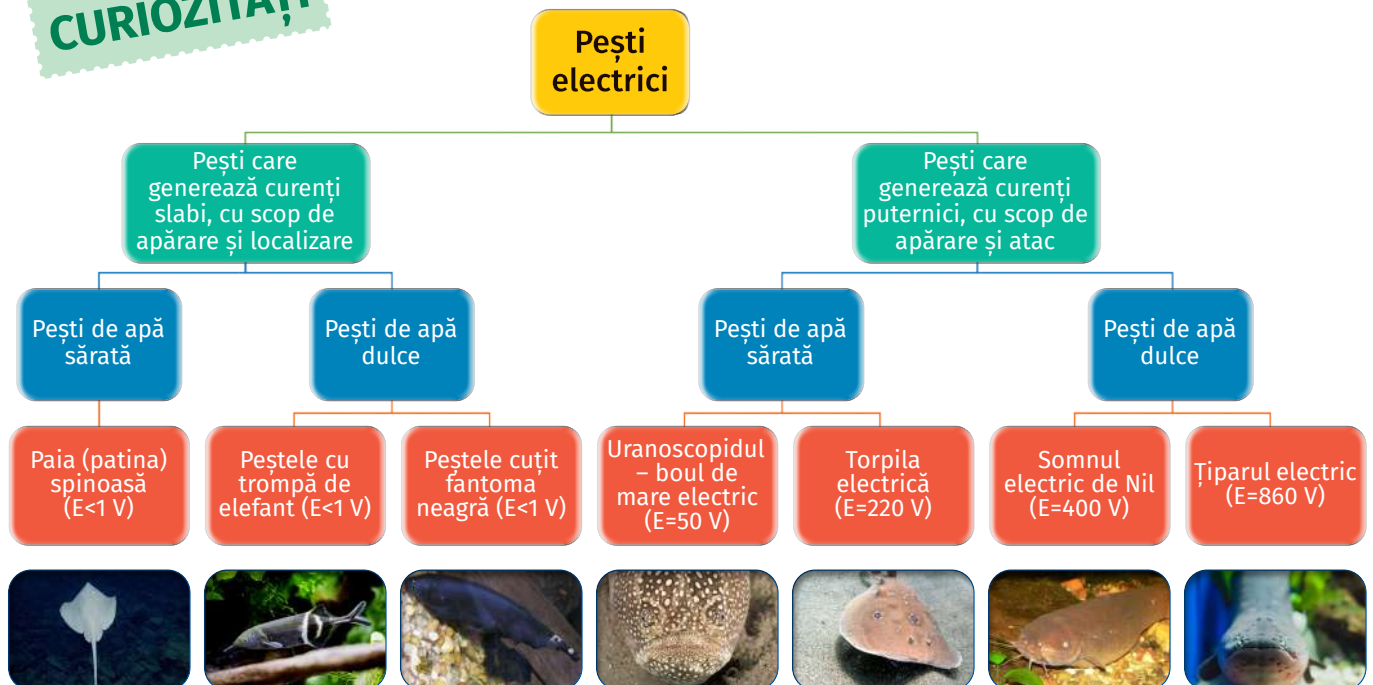 CURIOZITĂȚI
Pești
electrici
Pești care
generează curenți
slabi, cu scop de
apărare și localizare
Pești care
generează curenți
puternici, cu scop de
apărare și atac
Pești de apă
sărată
Pești de apă
dulce
Pești de apă
sărată
Pești de apă
dulce
Paia (patina)
spinoasă
(E<1 V)
Peștele cu
trompă de
elefant (E<1 V)
Peștele cuțit
fantoma
neagră (E<1 V)
Uranoscopidul
– boul de
mare electric
(E=50 V)
Torpila
electrică
(E=220 V)
Somnul
electric de Nil
(E=400 V)
Țiparul electric
(E=860 V)